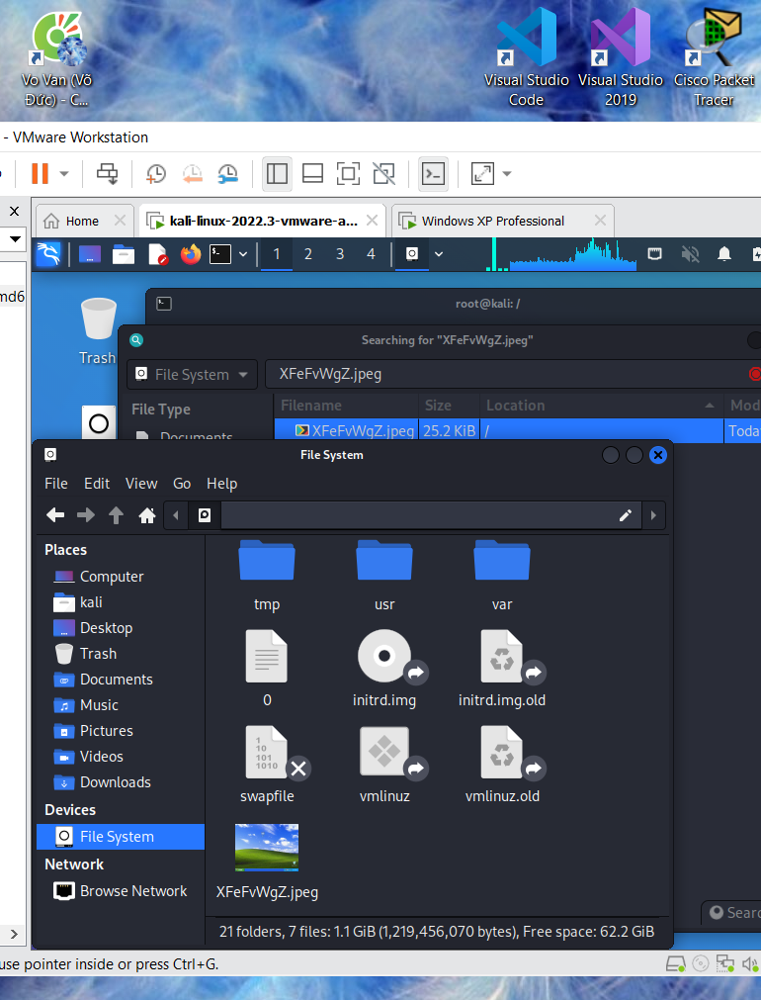 Vo Van (Võ
Đức) - C...
Visual Studio
Code
Visual Studio
2019
Cisco Packet
Tracer
- VMware Workstation
X
Home
kali-linux-2022.3-vmware-a...
Windows XP Professional
1 2 3 4
md6
Trash
root@kali: /
Searching for "XFeFvWgZ.jpeg"
File System
XFeFvWgZ.jpeg
File Type
Filename Size Location Mod
Documents
XFeFvWgZ.jpeg 25.2 KiB / Toda
File System
File Edit View Go Help
Places
Computer
kali
Desktop
Trash
Documents
Music
Pictures
Videos
Downloads
Devices
File System
Network
Browse Network
tmp usr var
0 initrd.img initrd.img.old
1
10
101
1010
swapfile vmlinuz vmlinuz.old
XFeFvWgZ.jpeg
Searc
21 folders, 7 files: 1.1 GiB (1,219,456,070 bytes), Free space: 62.2 GiB
use pointer inside or press Ctrl+G.